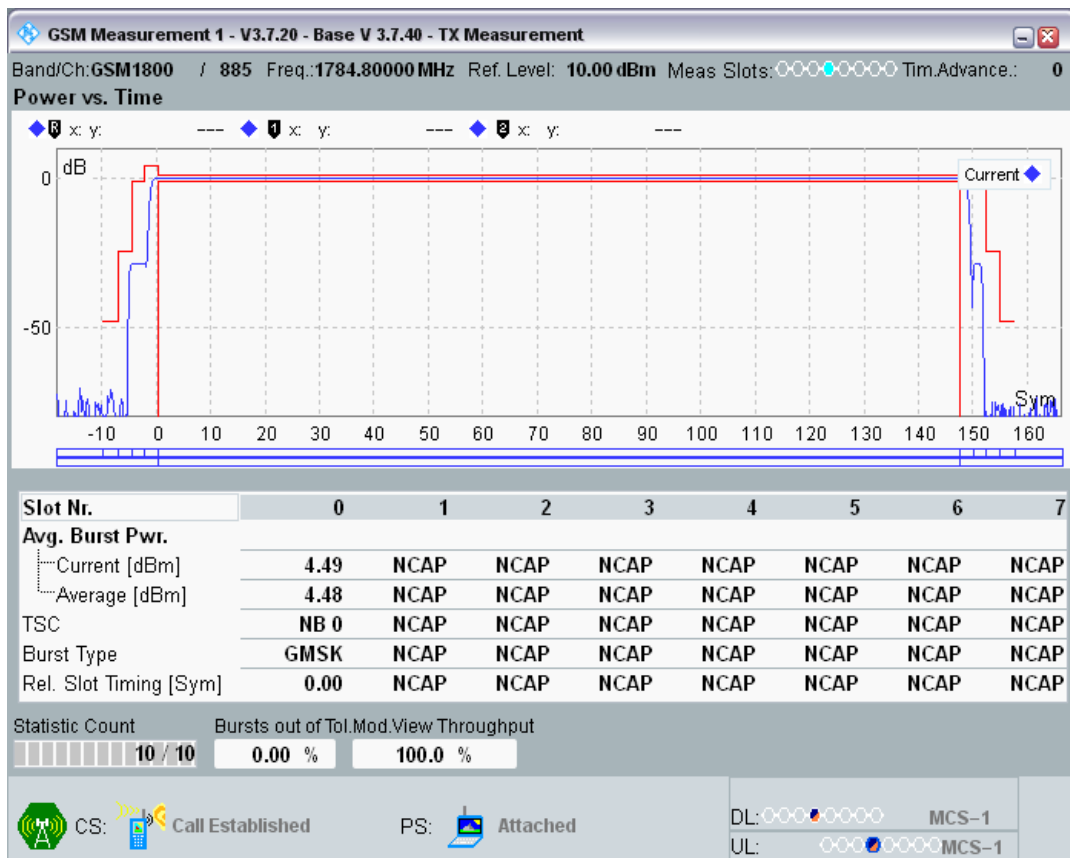 GSM Measurement 1 - V3.7.20 - Base V 3.7.40 - TX Measurement
Band/Ch:GSM1800 / 885 Freq.:1784.80000 MHz Ref. Level: 10.00 dBm Meas Slots: Tim.Advance.: 0
Power vs. Time
R x: y: --- 1 x: y: --- 2 x: y: ---
dB
Current
0
-50
Sym
-10 0 10 20 30 40 50 60 70 80 90 100 110 120 130 140 150 160
Slot Nr. 0 1 2 3 4 5 6 7
Avg. Burst Pwr.
Current [dBm] 4.49 NCAP NCAP NCAP NCAP NCAP NCAP NCAP
Average [dBm] 4.48 NCAP NCAP NCAP NCAP NCAP NCAP NCAP
TSC NB 0 NCAP NCAP NCAP NCAP NCAP NCAP NCAP
Burst Type GMSK NCAP NCAP NCAP NCAP NCAP NCAP NCAP
Rel. Slot Timing [Sym] 0.00 NCAP NCAP NCAP NCAP NCAP NCAP NCAP
Statistic Count Bursts out of Tol.Mod.View Throughput
10 / 10 0.00 % 100.0 %
CS: Call Established PS: Attached
DL: MCS-1
UL: MCS-1